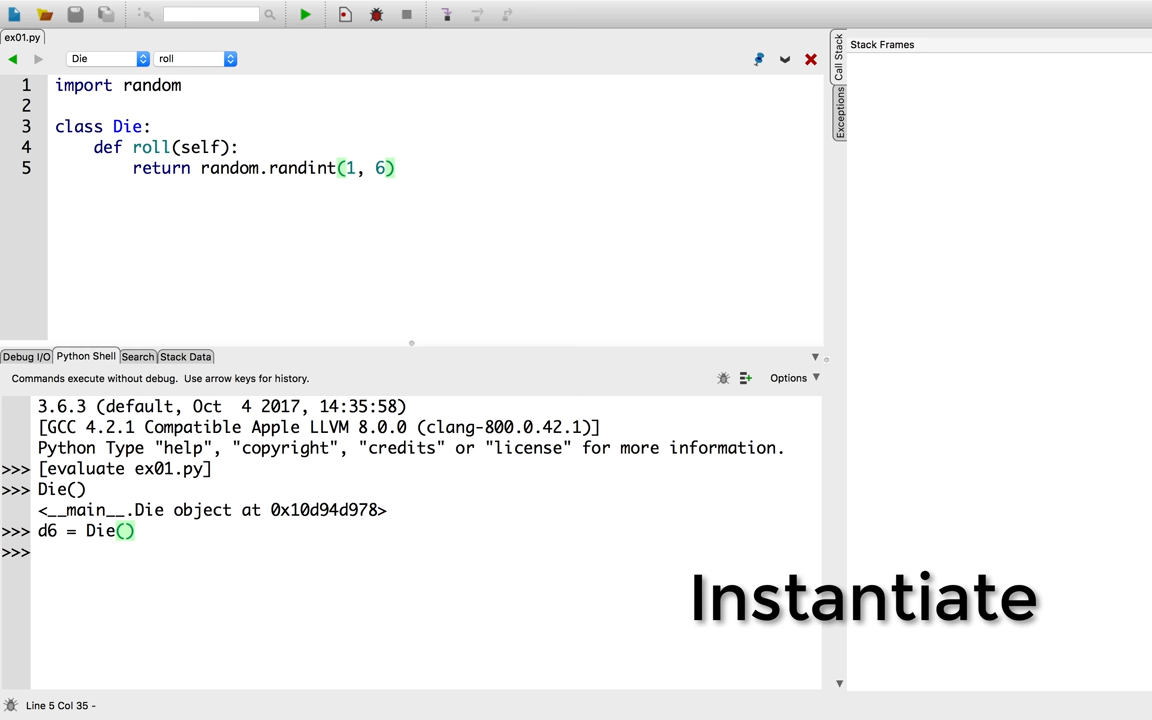 ex01.py
Die roll
Call Stack
Exceptions
Stack Frames
1 import random
2
3 class Die:
4 def roll(self):
5 return random.randint(1, 6)
Debug I/O Python Shell Search Stack Data
Commands execute without debug.  Use arrow keys for history.
Options
3.6.3 (default, Oct  4 2017, 14:35:58)
[GCC 4.2.1 Compatible Apple LLVM 8.0.0 (clang-800.0.42.1)]
Python Type "help", "copyright", "credits" or "license" for more information.
>>> [evaluate ex01.py]
>>> Die()
<__main__.Die object at 0x10d94d978>
>>> d6 = Die()
>>>
Instantiate
Line 5 Col 35 -